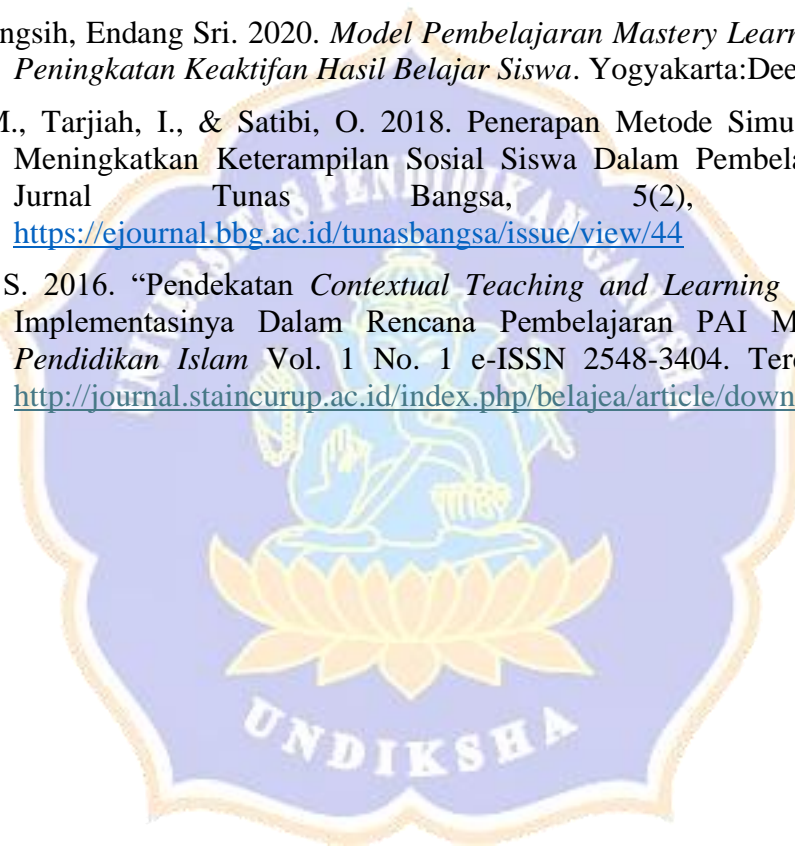 ngsih, Endang Sri. 2020. Model Pembelajaran Mastery Learn
Peningkatan Keaktifan Hasil Belajar Siswa. Yogyakarta:Dee
M., Tarjiah, I., & Satibi, O. 2018. Penerapan Metode Simu
Meningkatkan Keterampilan Sosial Siswa Dalam Pembela
Jurnal Tunas Bangsa, 5(2),
https://ejournal.bbg.ac.id/tunasbangsa/issue/view/44
S. 2016. “Pendekatan Contextual Teaching and Learning
Implementasinya Dalam Rencana Pembelajaran PAI M
Pendidikan Islam Vol. 1 No. 1 e-ISSN 2548-3404. Ter
http://journal.staincurup.ac.id/index.php/belajea/article/down
UNIVERSITAS PENDIDIKAN GANESHA
UNDIKSHA